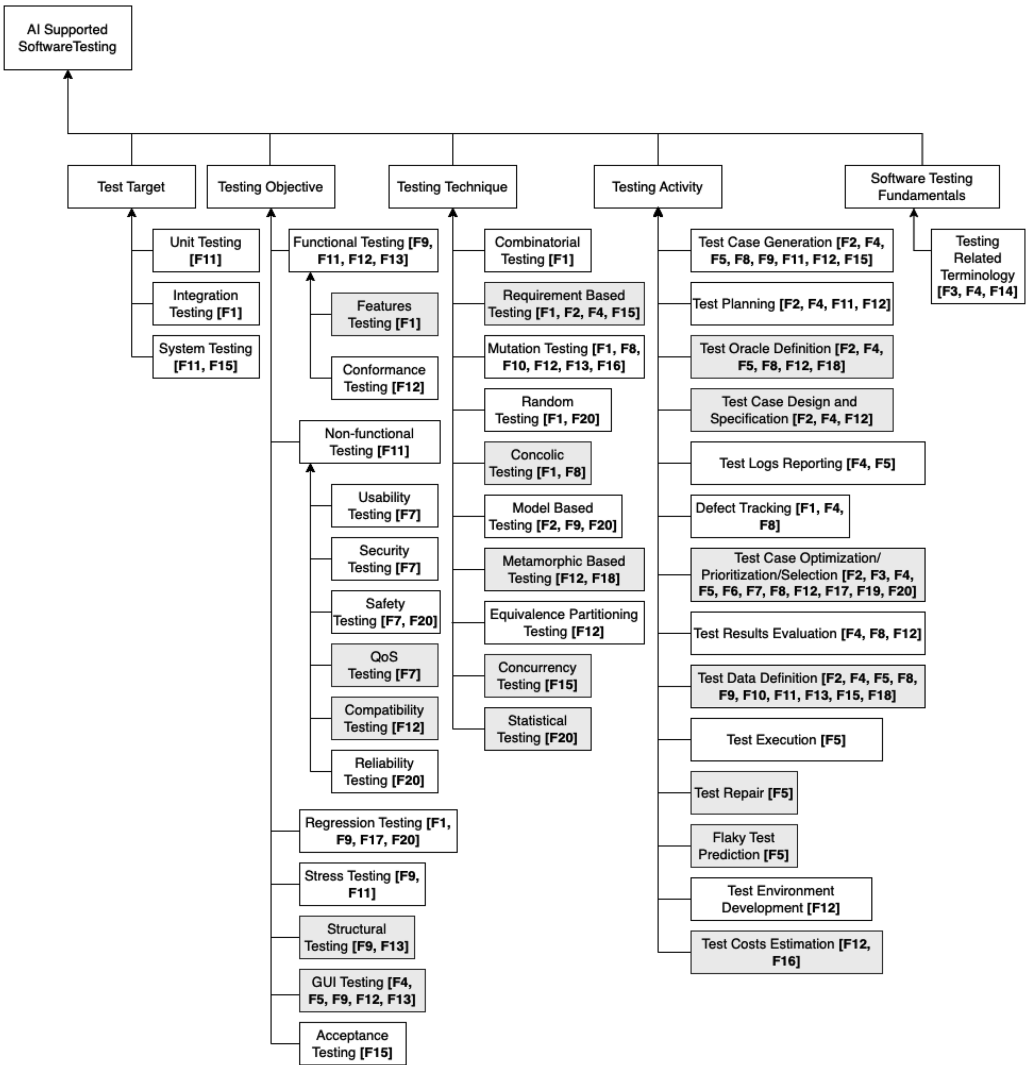 AI Supported
SoftwareTesting
Test Target
Testing Objective
Testing Technique
Testing Activity
Software Testing
Fundamentals
Unit Testing
[F11]
Integration
Testing [F1]
System Testing
[F11, F15]
Functional Testing [F9,
F11, F12, F13]
Features
Testing [F1]
Conformance
Testing [F12]
Non-functional
Testing [F11]
Usability
Testing [F7]
Security
Testing [F7]
Safety
Testing [F7, F20]
QoS
Testing [F7]
Compatibility
Testing [F12]
Reliability
Testing [F20]
Regression Testing [F1,
F9, F17, F20]
Stress Testing [F9,
F11]
Structural
Testing [F9, F13]
GUI Testing [F4,
F5, F9, F12, F13]
Acceptance
Testing [F15]
Combinatorial
Testing [F1]
Requirement Based
Testing [F1, F2, F4, F15]
Mutation Testing [F1, F8,
F10, F12, F13, F16]
Random
Testing [F1, F20]
Concolic
Testing [F1, F8]
Model Based
Testing [F2, F9, F20]
Metamorphic Based
Testing [F12, F18]
Equivalence Partitioning
Testing [F12]
Concurrency
Testing [F15]
Statistical
Testing [F20]
Test Case Generation [F2, F4,
F5, F8, F9, F11, F12, F15]
Test Planning [F2, F4, F11, F12]
Test Oracle Definition [F2, F4,
F5, F8, F12, F18]
Test Case Design and
Specification [F2, F4, F12]
Test Logs Reporting [F4, F5]
Defect Tracking [F1, F4,
F8]
Test Case Optimization/
Prioritization/Selection [F2, F3, F4,
F5, F6, F7, F8, F12, F17, F19, F20]
Test Results Evaluation [F4, F8, F12]
Test Data Definition [F2, F4, F5, F8,
F9, F10, F11, F13, F15, F18]
Test Execution [F5]
Test Repair [F5]
Flaky Test
Prediction [F5]
Test Environment
Development [F12]
Test Costs Estimation [F12,
F16]
Testing
Related
Terminology
[F3, F4, F14]